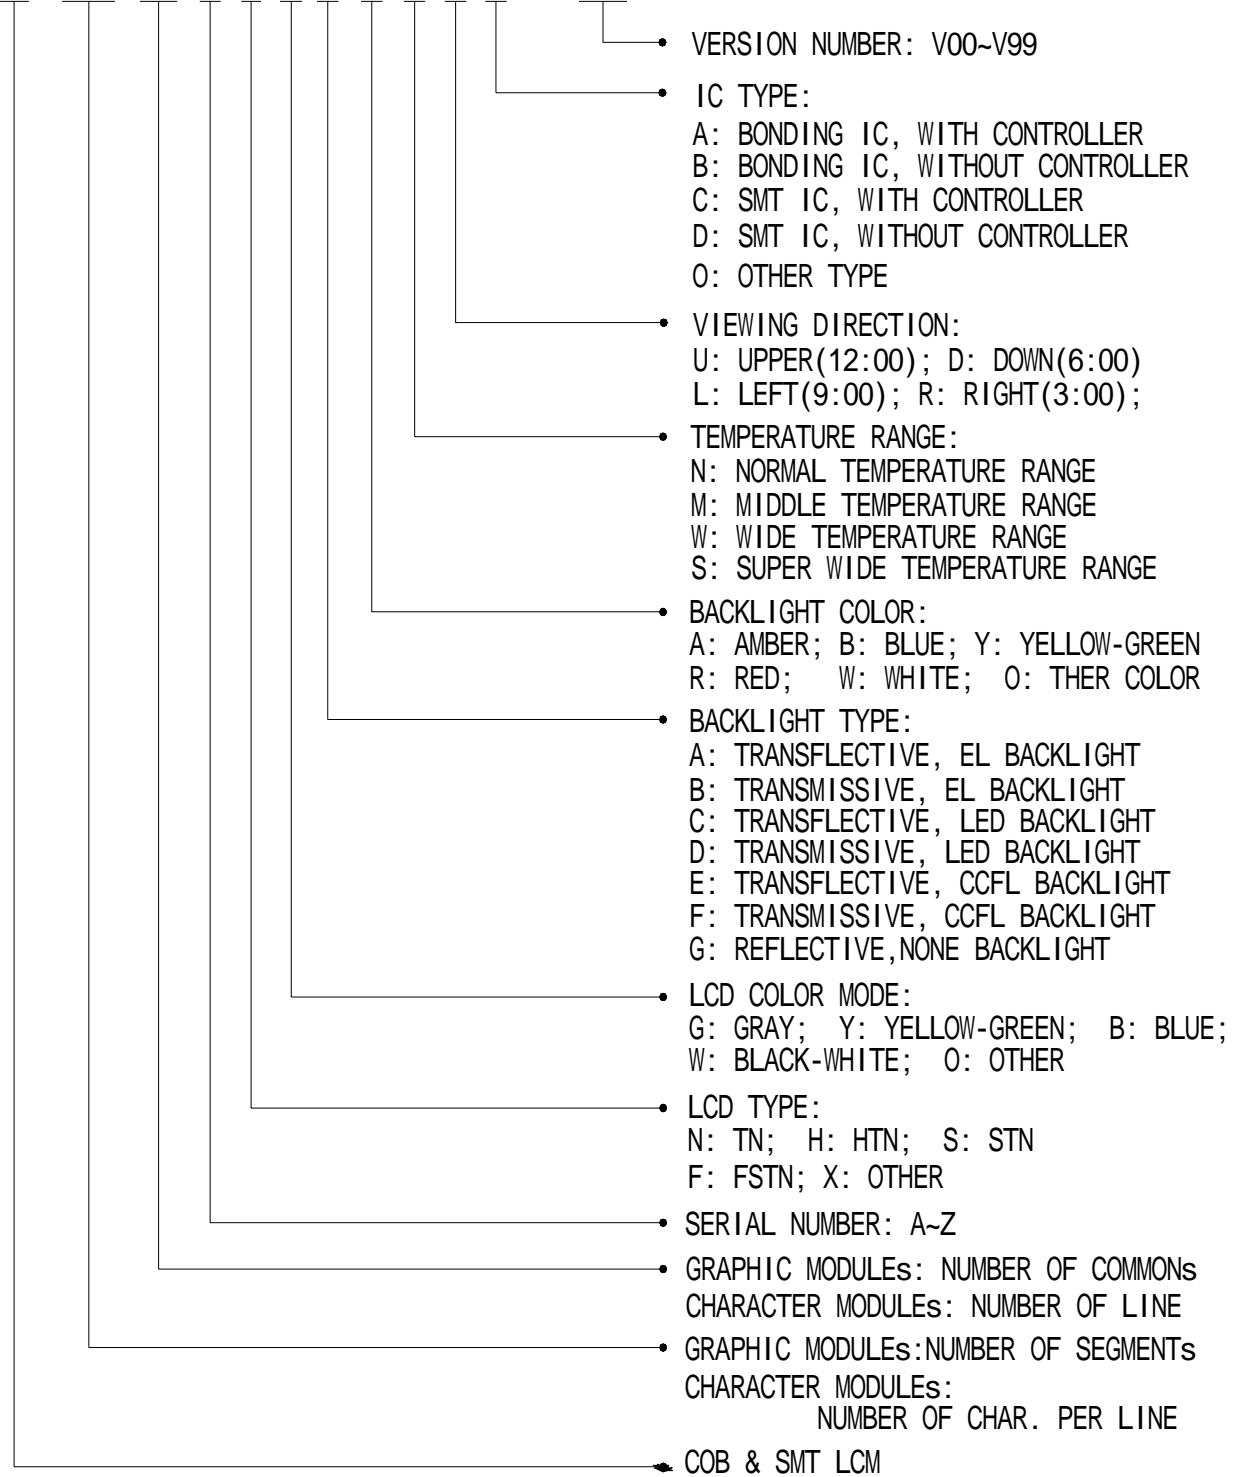 VERSION NUMBER: V00~V99
IC TYPE:
A: BONDING IC, WITH CONTROLLER
B: BONDING IC, WITHOUT CONTROLLER
C: SMT IC, WITH CONTROLLER
D: SMT IC, WITHOUT CONTROLLER
O: OTHER TYPE
VIEWING DIRECTION:
U: UPPER(12:00); D: DOWN(6:00)
L: LEFT(9:00); R: RIGHT(3:00);
TEMPERATURE RANGE:
N: NORMAL TEMPERATURE RANGE
M: MIDDLE TEMPERATURE RANGE
W: WIDE TEMPERATURE RANGE
S: SUPER WIDE TEMPERATURE RANGE
BACKLIGHT COLOR:
A: AMBER; B: BLUE; Y: YELLOW-GREEN
R: RED; W: WHITE; O: THER COLOR
BACKLIGHT TYPE:
A: TRANSFLECTIVE, EL BACKLIGHT
B: TRANSMISSIVE, EL BACKLIGHT
C: TRANSFLECTIVE, LED BACKLIGHT
D: TRANSMISSIVE, LED BACKLIGHT
E: TRANSFLECTIVE, CCFL BACKLIGHT
F: TRANSMISSIVE, CCFL BACKLIGHT
G: REFLECTIVE,NONE BACKLIGHT
LCD COLOR MODE:
G: GRAY; Y: YELLOW-GREEN; B: BLUE;
W: BLACK-WHITE; O: OTHER
LCD TYPE:
N: TN; H: HTN; S: STN
F: FSTN; X: OTHER
SERIAL NUMBER: A~Z
GRAPHIC MODULEs: NUMBER OF COMMONs
CHARACTER MODULEs: NUMBER OF LINE
GRAPHIC MODULEs:NUMBER OF SEGMENTs
CHARACTER MODULEs:
NUMBER OF CHAR. PER LINE
COB & SMT LCM